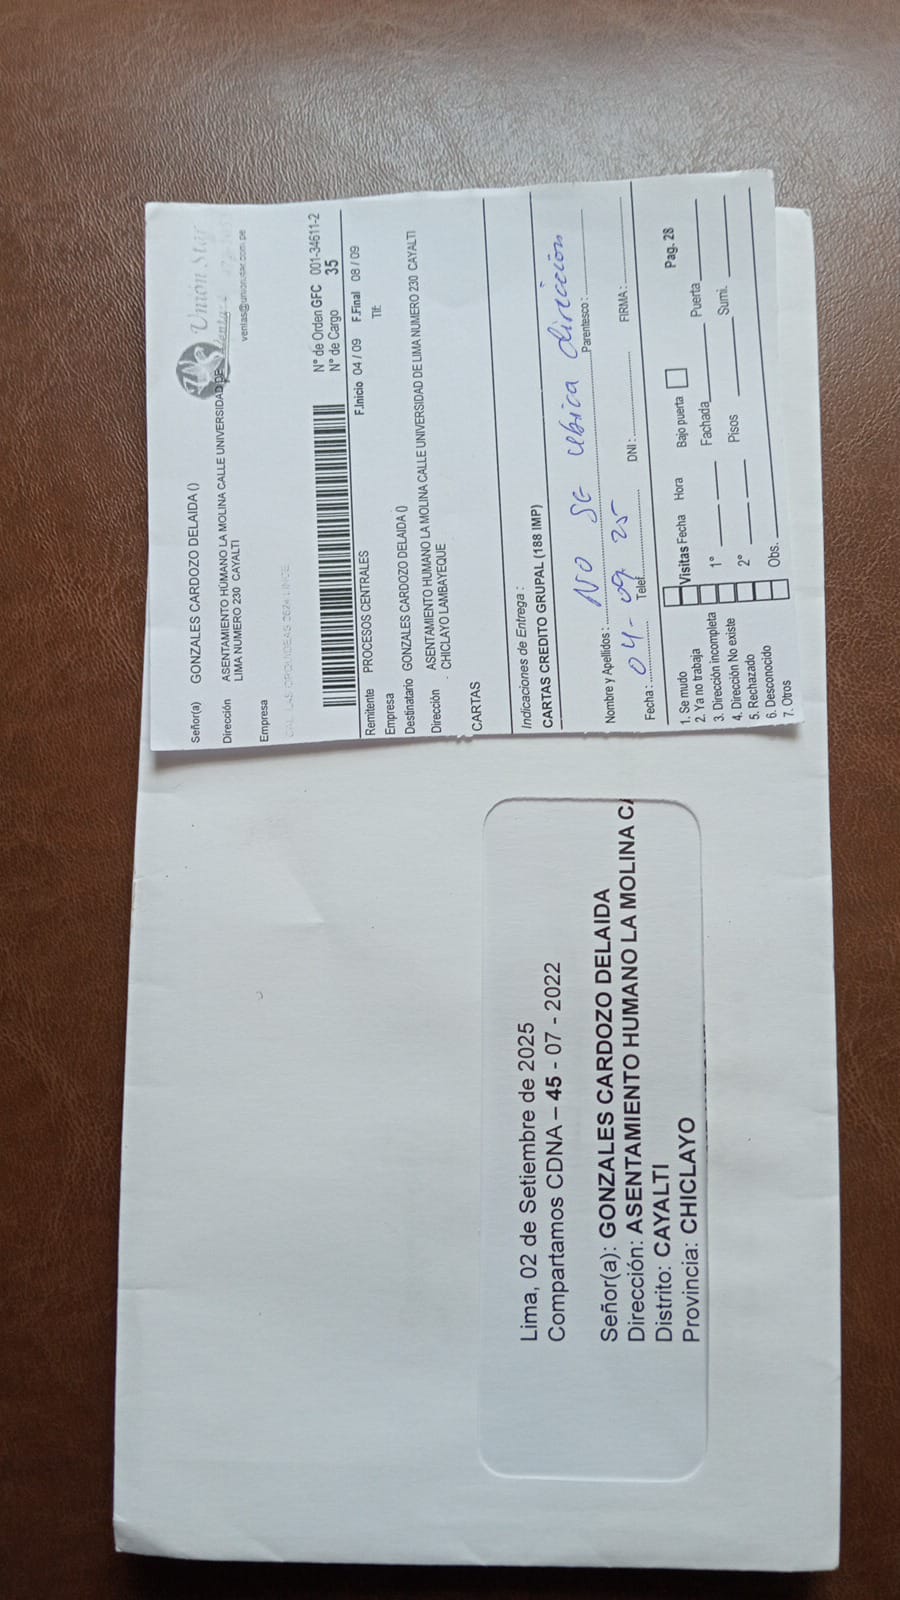 Unión Star
ventas@unionstar.com.pe
Señor(a) GONZALES CARDOZO DELAIDA ()
Dirección ASENTAMIENTO HUMANO LA MOLINA CALLE UNIVERSIDAD DE
LIMA NUMERO 230 CAYALTI
Empresa
N° de Orden GFC 001-34611-2
N° de Cargo 35
F.Inicio 04 / 09 F.Final 08 / 09
Remitente PROCESOS CENTRALES Tlf:
Empresa
Destinatario GONZALES CARDOZO DELAIDA ()
Dirección ASENTAMIENTO HUMANO LA MOLINA CALLE UNIVERSIDAD DE LIMA NUMERO 230 CAYALTI
CHICLAYO LAMBAYEQUE
CARTAS
Indicaciones de Entrega :
CARTAS CREDITO GRUPAL (188 IMP)
No se ubica dirección
Nombre y Apellidos : Parentesco :
Fecha : 04-09 25 Telef. DNI : FIRMA :
1. Se mudo Visitas Fecha Hora Bajo puerta Pag. 28
2. Ya no trabaja
3. Dirección incompleta 1° Fachada Puerta
4. Dirección No existe
5. Rechazado 2° Pisos Sumi.
6. Desconocido
7. Otros Obs.
Lima, 02 de Setiembre de 2025
Compartamos CDNA – 45 - 07 - 2022
Señor(a): GONZALES CARDOZO DELAIDA
Dirección: ASENTAMIENTO HUMANO LA MOLINA CA
Distrito: CAYALTI
Provincia: CHICLAYO